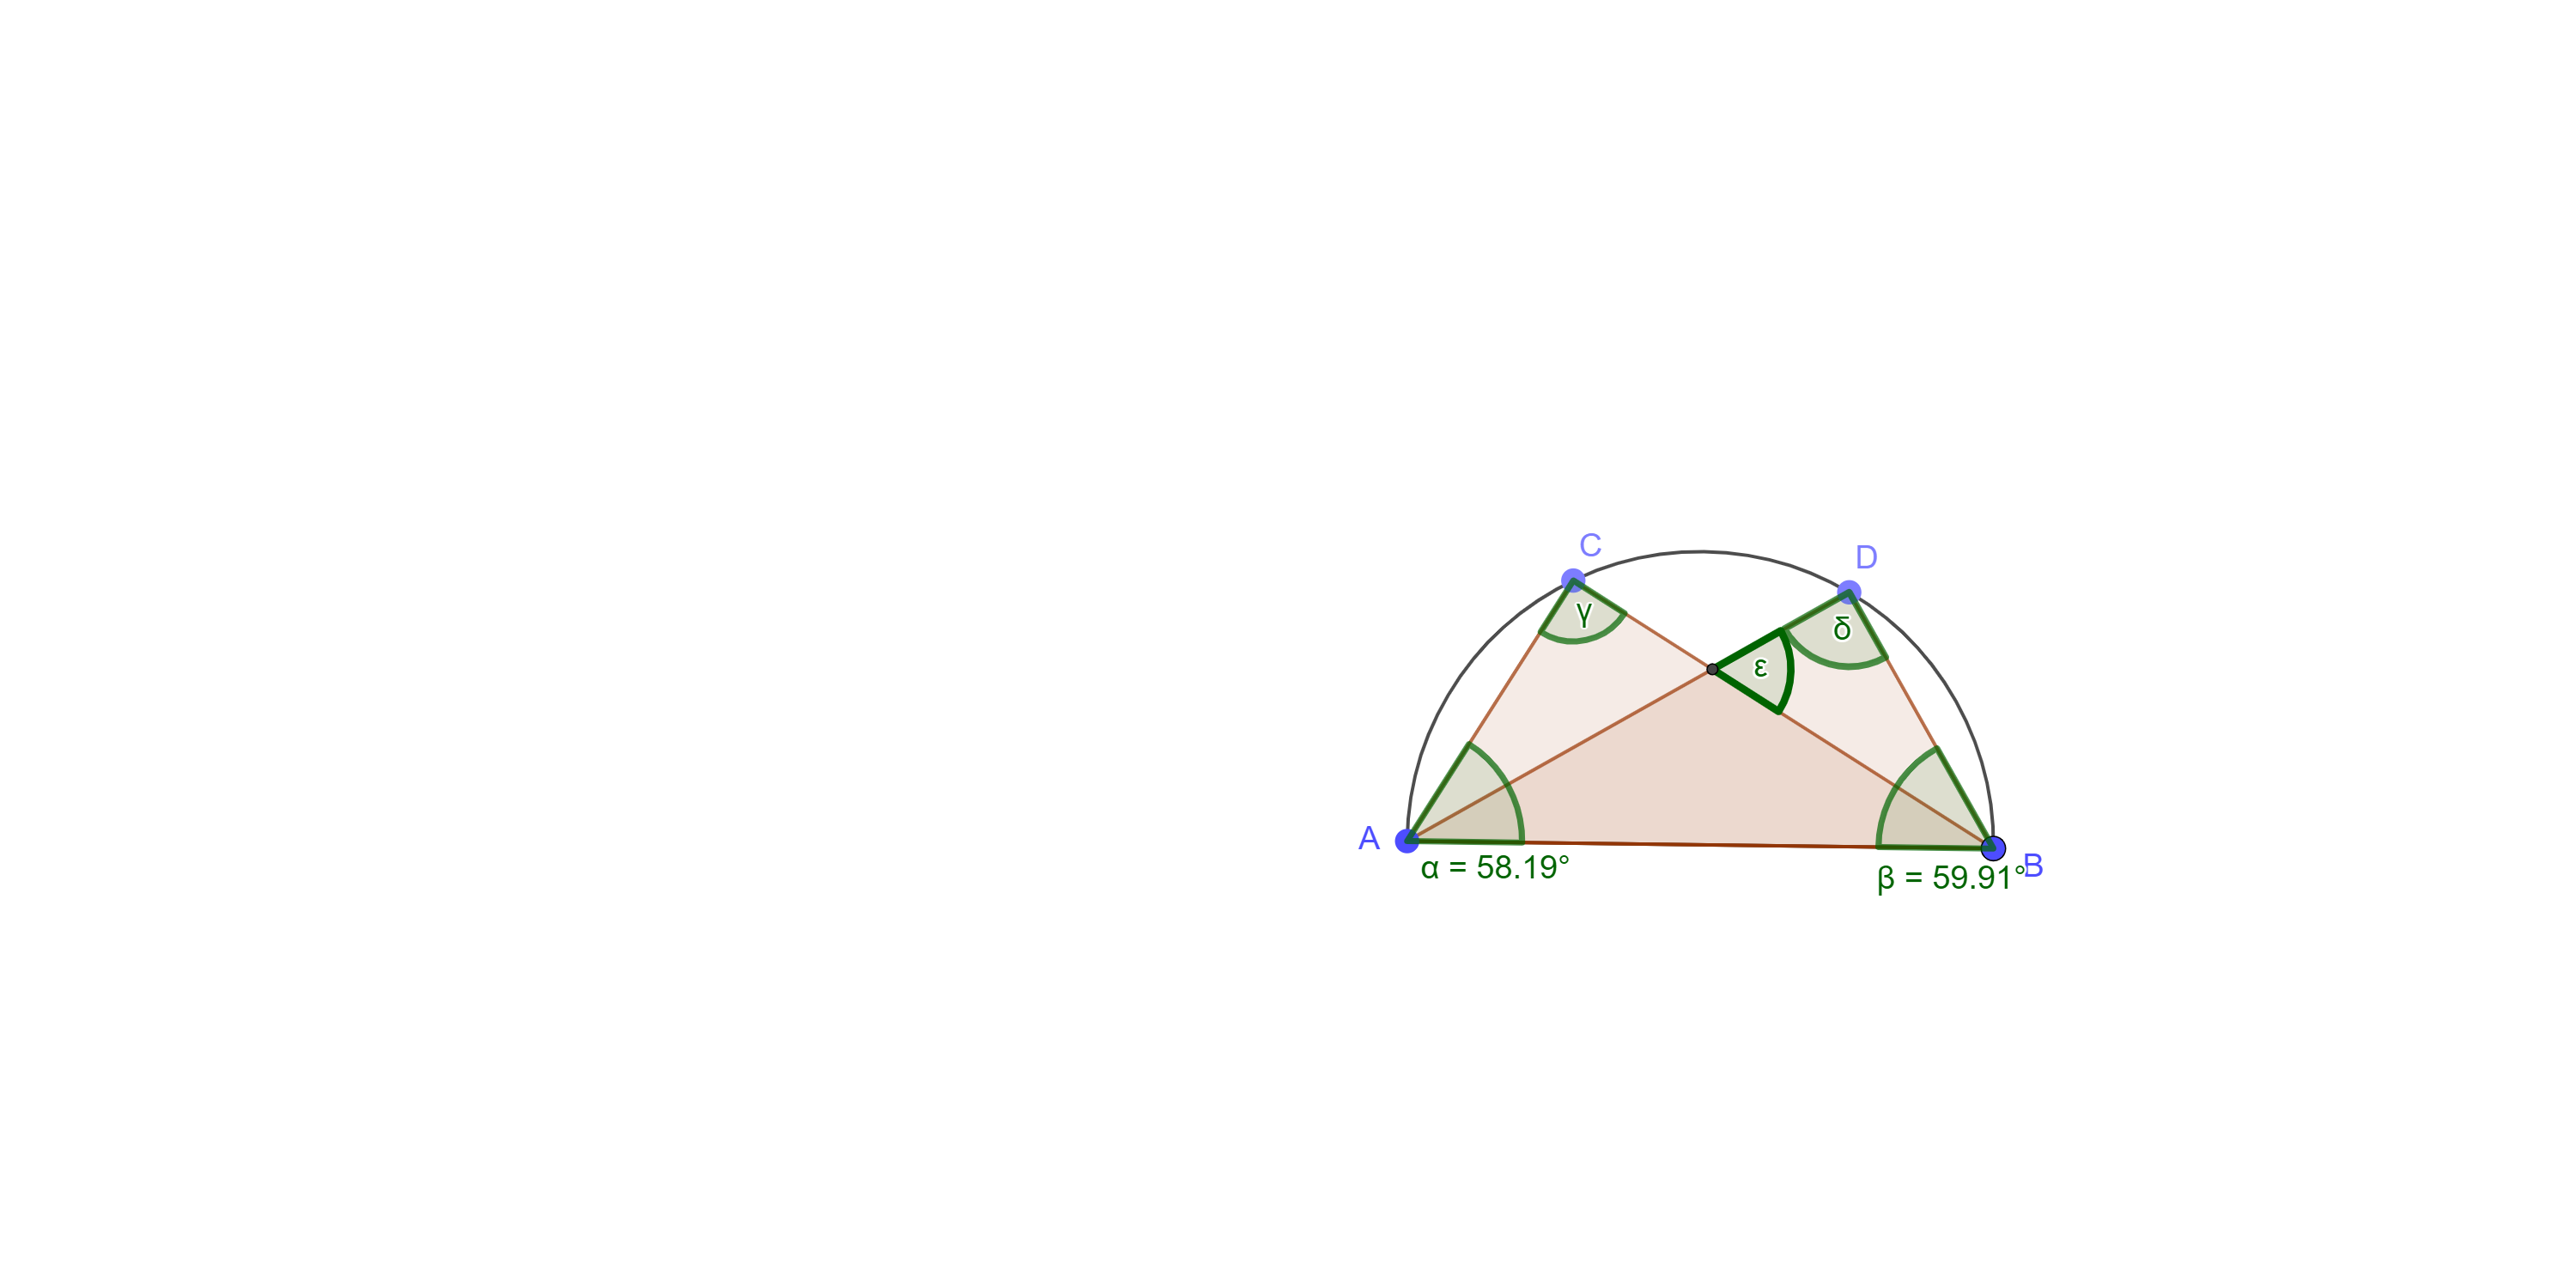 C
D
γ
δ
ε
A
B
α = 58.19°
β = 59.91°